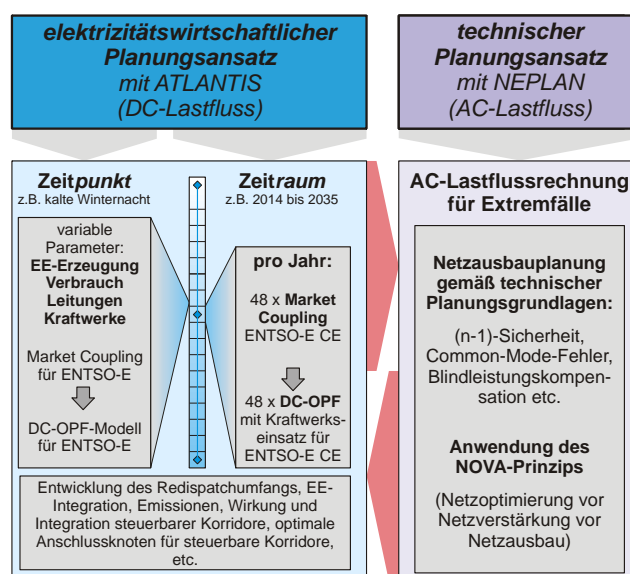 elektrizitätswirtschaftlicher
Planungsansatz
mit ATLANTIS
(DC-Lastfluss)
technischer
Planungsansatz
mit NEPLAN
(AC-Lastfluss)
Zeitpunkt
z.B. kalte Winternacht
variable
Parameter:
EE-Erzeugung
Verbrauch
Leitungen
Kraftwerke
Market Coupling
für ENTSO-E
DC-OPF-Modell
für ENTSO-E
Zeitraum
z.B. 2014 bis 2035
pro Jahr:
48 x Market
Coupling
ENTSO-E CE
48 x DC-OPF
mit Kraftwerks-
einsatz für
ENTSO-E CE
Entwicklung des Redispatchumfangs, EE-
Integration, Emissionen, Wirkung und
Integration steuerbarer Korridore, optimale
Anschlussknoten für steuerbare Korridore,
etc.
AC-Lastflussrechnung
für Extremfälle
Netzausbauplanung
gemäß technischer
Planungsgrundlagen:
(n-1)-Sicherheit,
Common-Mode-Fehler,
Blindleistungskompen-
sation etc.
Anwendung des
NOVA-Prinzips
(Netzoptimierung vor
Netzverstärkung vor
Netzausbau)